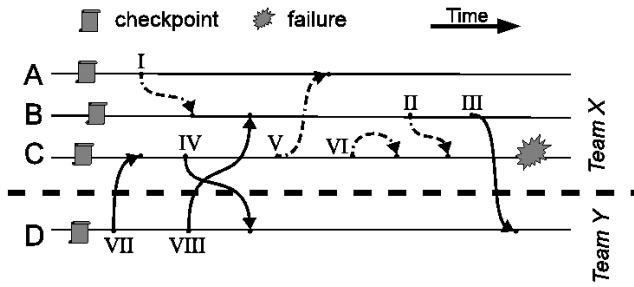 checkpoint failure Time
A I
B II III
C IV V VI
D VII VIII
Team X
Team Y